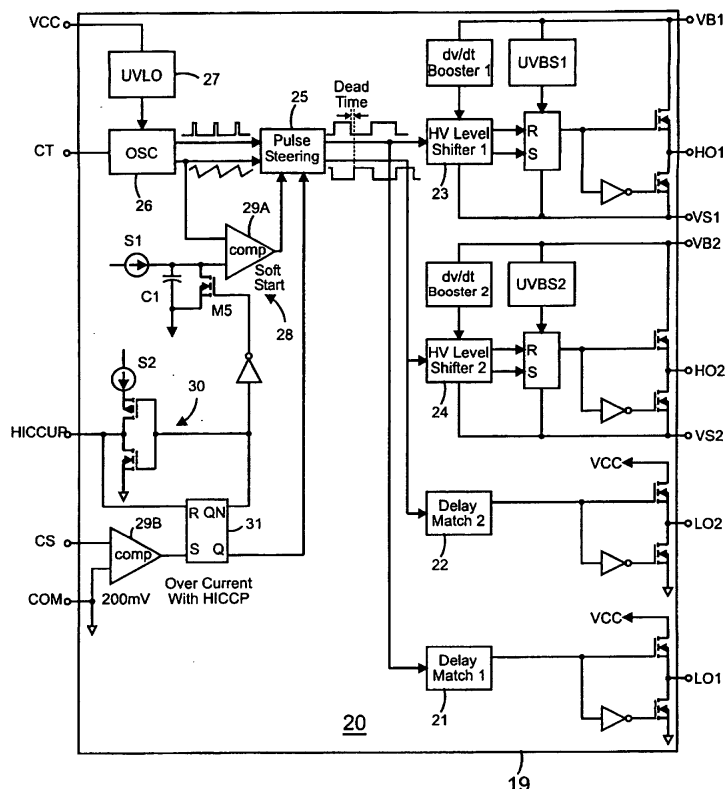 VCC
UVLO
27
CT
OSC
26
25
Pulse
Steering
Dead
Time
dv/dt
Booster 1
UVBS1
HV Level
Shifter 1
23
R
S
VB1
HO1
VS1
29A
comp
Soft
Start
28
S1
C1
M5
S2
30
HICCUP
R QN
S Q
31
29B
comp
CS
COM
200mV
Over Current
With HICCP
dv/dt
Booster 2
UVBS2
HV Level
Shifter 2
24
R
S
VB2
HO2
VS2
Delay
Match 2
22
VCC
LO2
Delay
Match 1
21
VCC
LO1
20
19